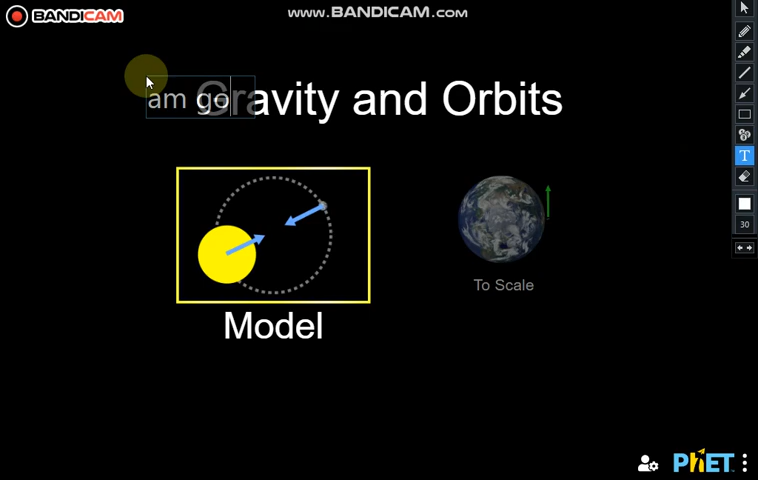 BANDICAM
www.BANDICAM.com
am go
Gravity and Orbits
To Scale
Model
T
30
PhET